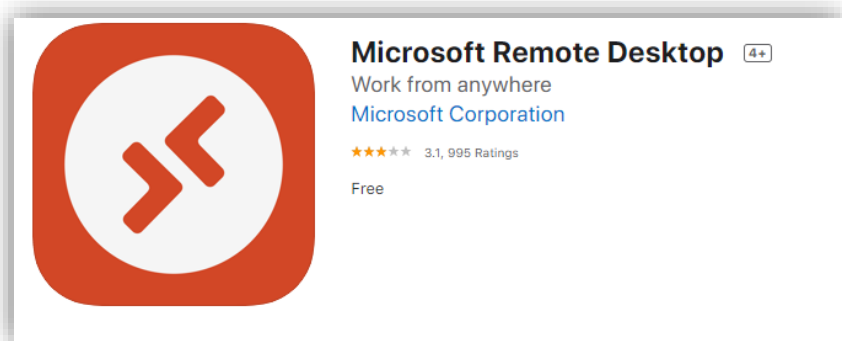 Microsoft Remote Desktop 4+
Work from anywhere
Microsoft Corporation
3.1, 995 Ratings
Free